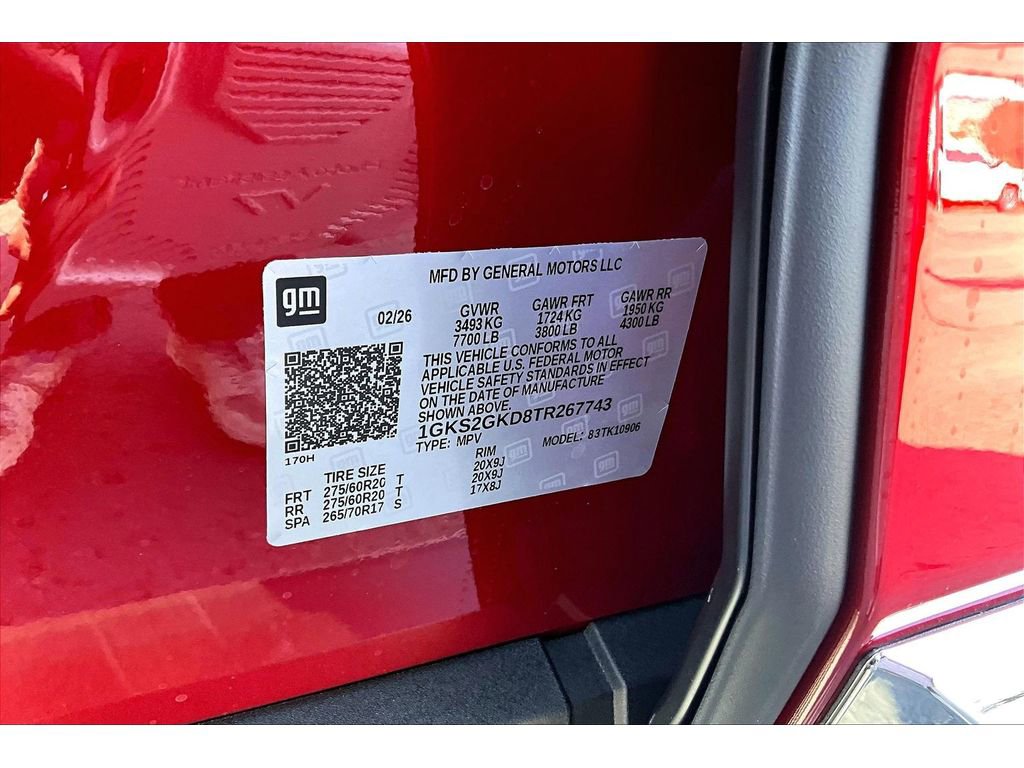 MFD BY GENERAL MOTORS LLC
gm
02/26
GVWR GAWR FRT GAWR RR
3493 KG 1724 KG 1950 KG
7700 LB 3800 LB 4300 LB
THIS VEHICLE CONFORMS TO ALL
APPLICABLE U.S. FEDERAL MOTOR
VEHICLE SAFETY STANDARDS IN EFFECT
ON THE DATE OF MANUFACTURE
SHOWN ABOVE.
1GKS2GKD8TR267743
TYPE: MPV MODEL: 83TK10906
170H
TIRE SIZE RIM
FRT 275/60R20 T 20X9J
RR 275/60R20 T 20X9J
SPA 265/70R17 S 17X8J